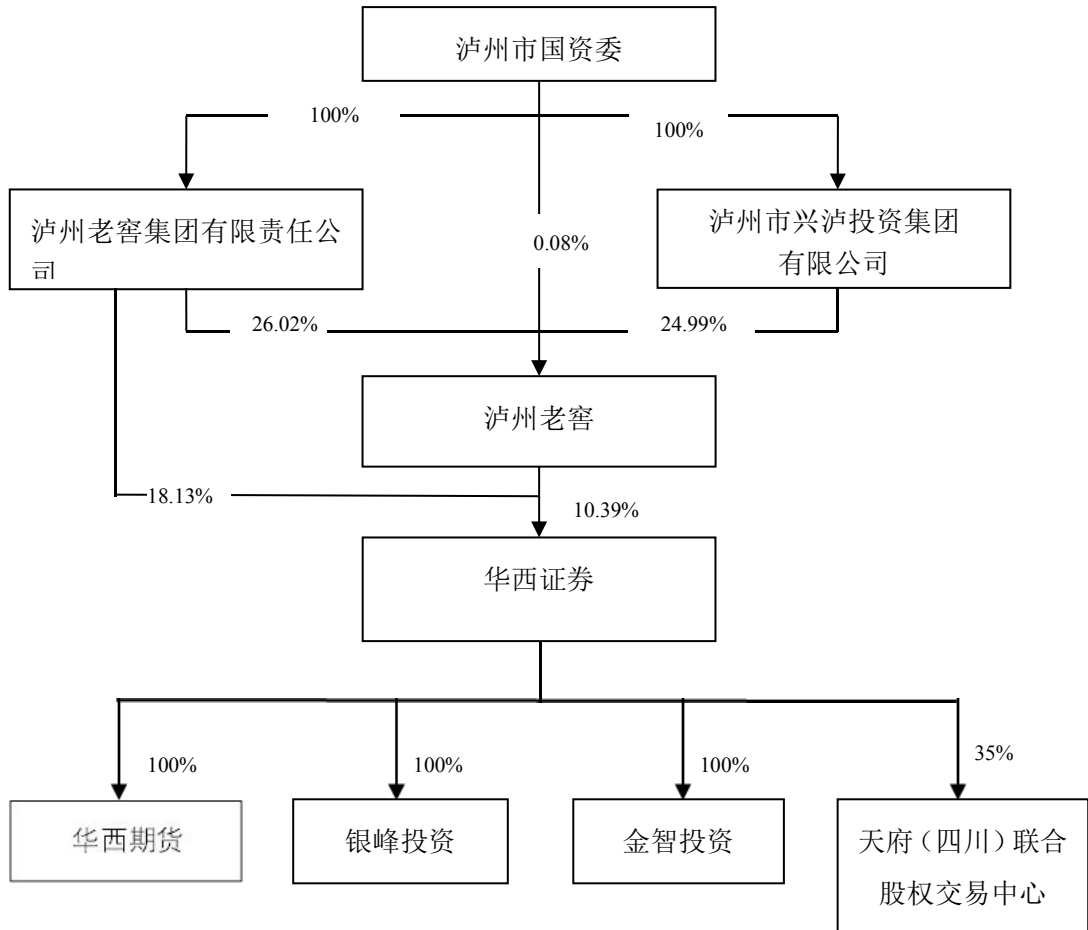 泸州市国资委
100%
100%
泸州老窖集团有限责任公
司
0.08%
泸州市兴泸投资集团
有限公司
26.02%
24.99%
泸州老窖
18.13%
10.39%
华西证券
100%
100%
100%
35%
华西期货
银峰投资
金智投资
天府（四川）联合
股权交易中心